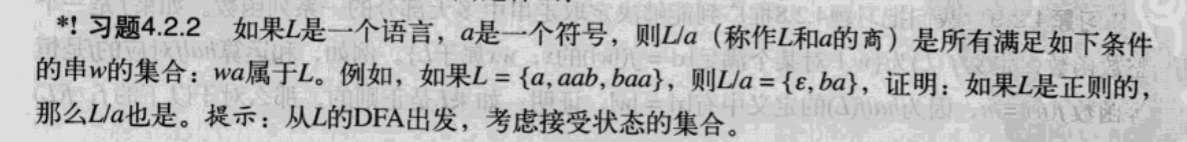 *! 习题4.2.2 如果L是一个语言，a是一个符号，则L/a（称作L和a的商）是所有满足如下条件
的串w的集合：wa属于L。例如，如果L = {a, aab, baa}，则L/a = {ε, ba}，证明：如果L是正则的，
那么L/a也是。提示：从L的DFA出发，考虑接受状态的集合。